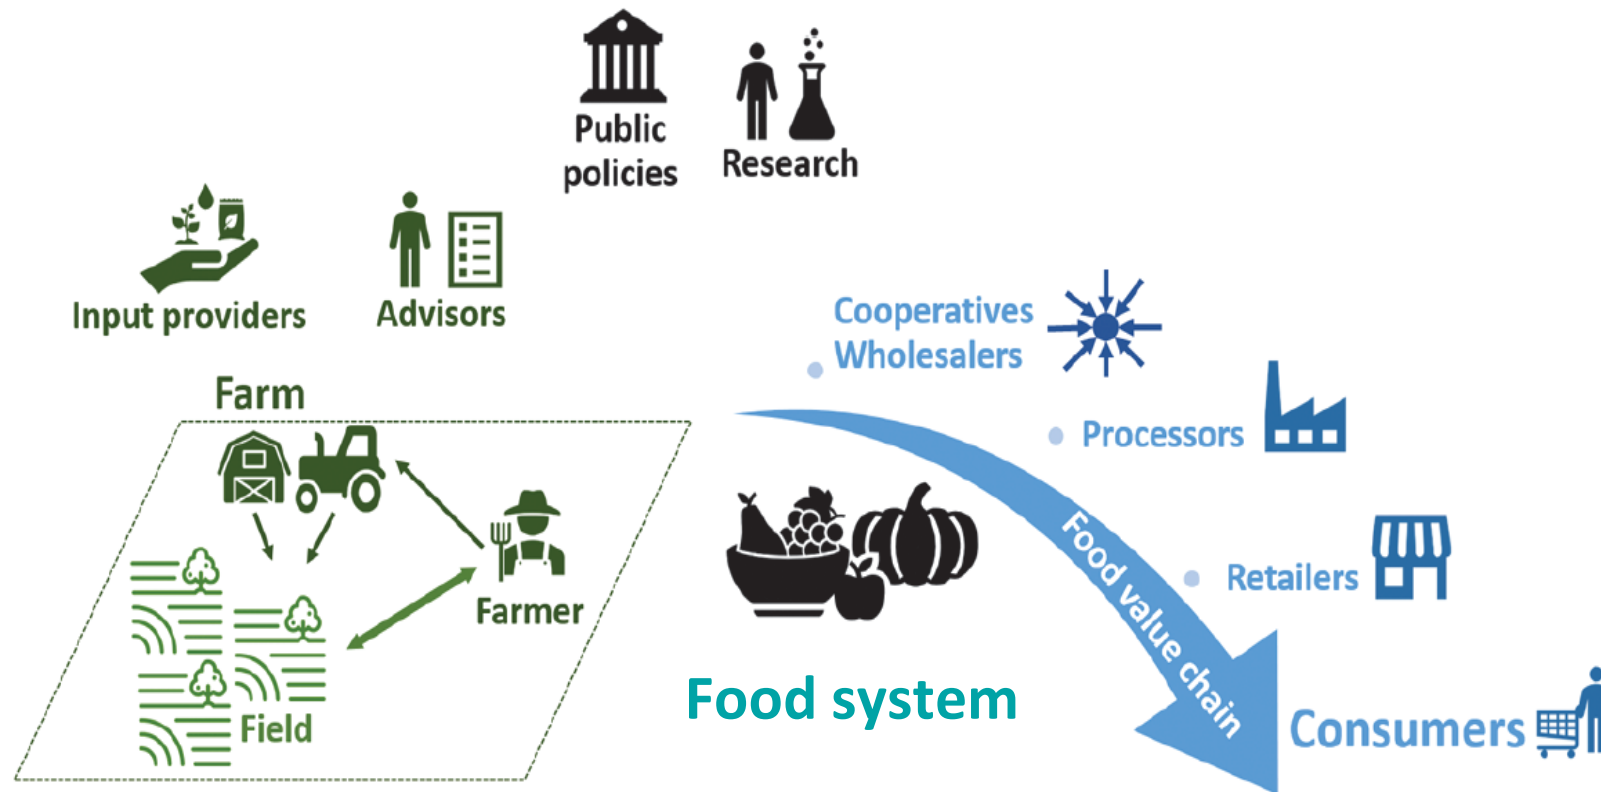 Public
policies
Research
Input providers
Advisors
Cooperatives
Wholesalers
Farm
Processors
Farmer
Field
Food value chain
Retailers
Food system
Consumers